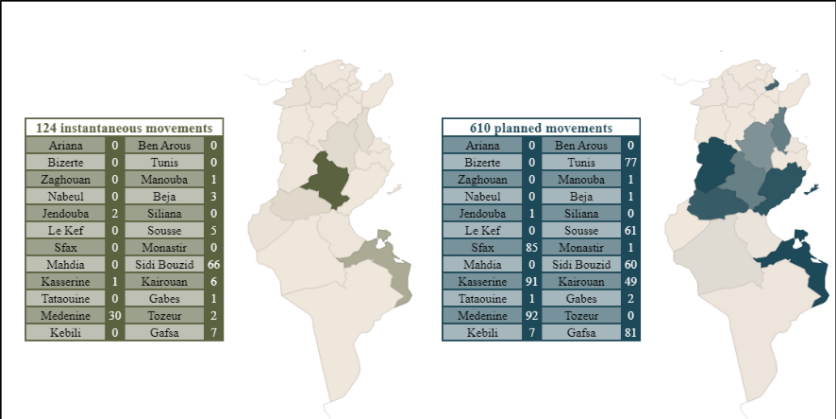 124 instantaneous movements
Ariana 0 Ben Arous 0
Bizerte 0 Tunis 0
Zaghouan 0 Manouba 1
Nabeul 0 Beja 3
Jendouba 2 Siliana 0
Le Kef 0 Sousse 5
Sfax 0 Monastir 0
Mahdia 0 Sidi Bouzid 66
Kasserine 1 Kairouan 6
Tataouine 0 Gabes 1
Medenine 30 Tozeur 2
Kebili 0 Gafsa 7
610 planned movements
Ariana 0 Ben Arous 0
Bizerte 0 Tunis 77
Zaghouan 0 Manouba 1
Nabeul 0 Beja 1
Jendouba 1 Siliana 0
Le Kef 0 Sousse 61
Sfax 85 Monastir 1
Mahdia 0 Sidi Bouzid 60
Kasserine 91 Kairouan 49
Tataouine 1 Gabes 2
Medenine 92 Tozeur 0
Kebili 7 Gafsa 81